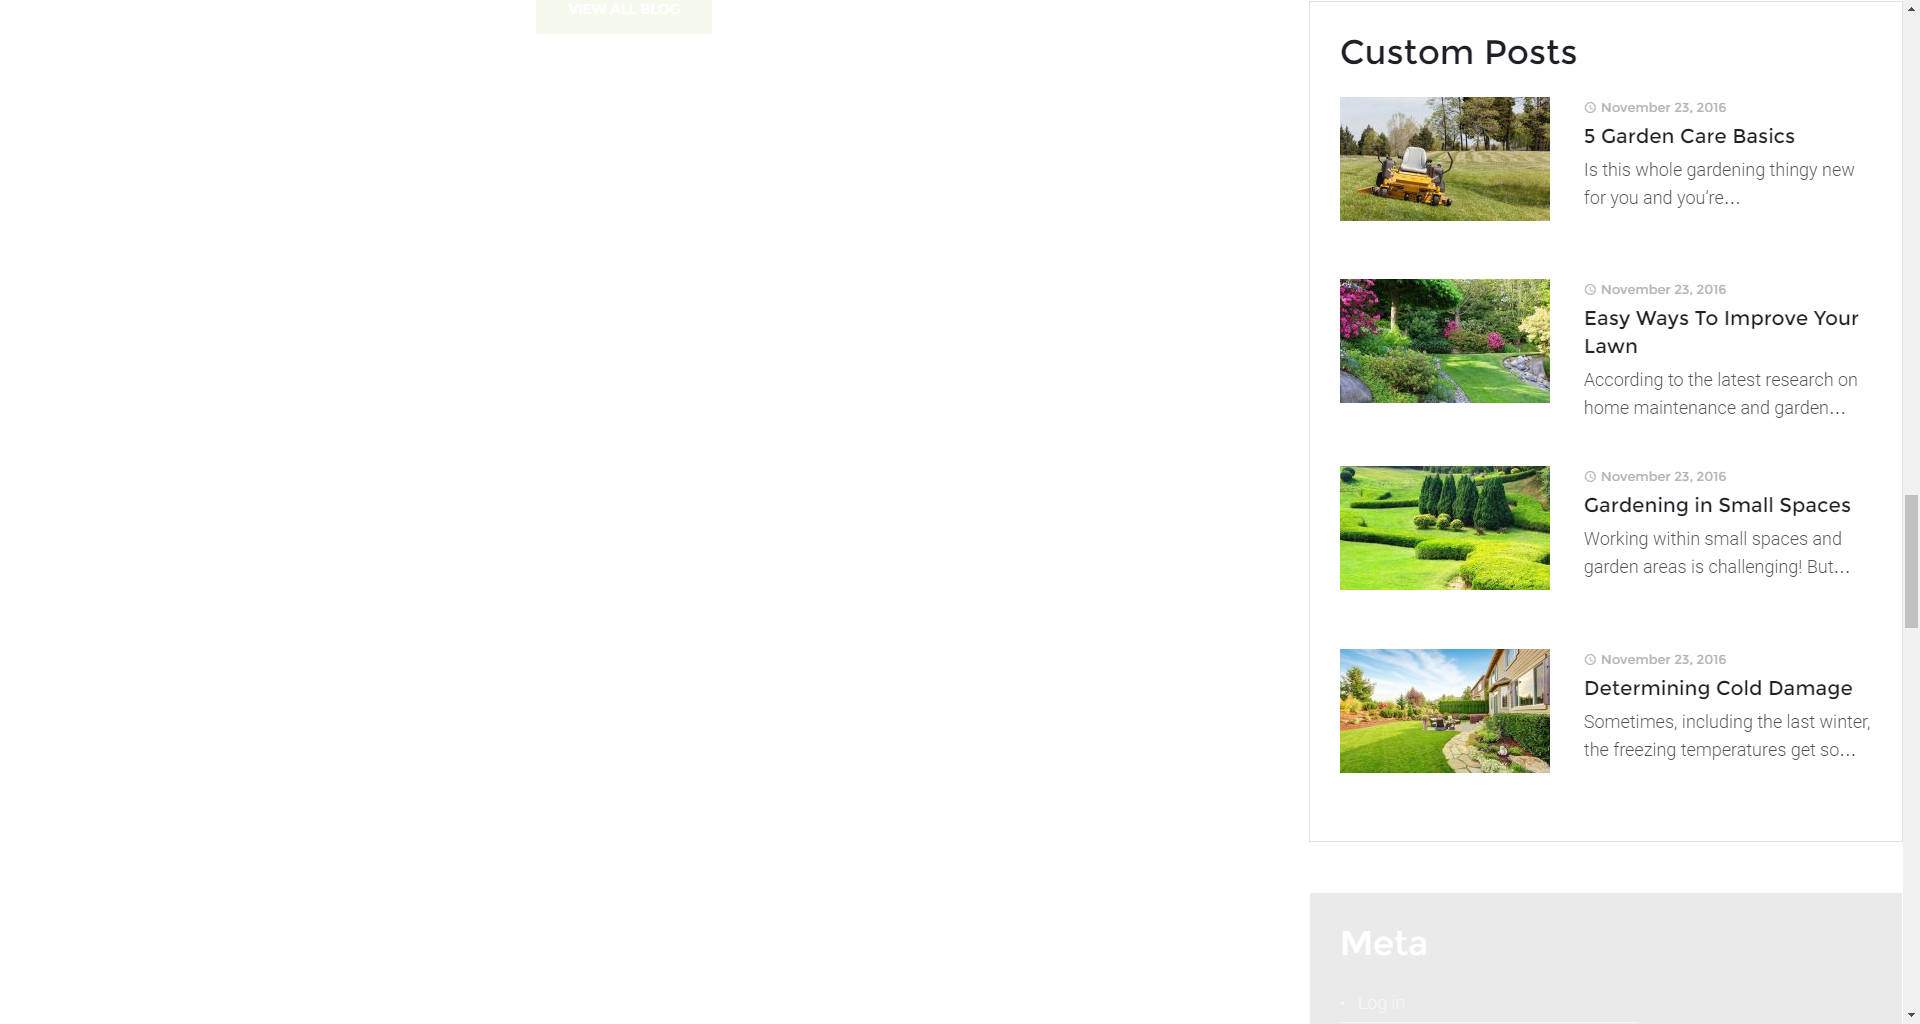 VIEW ALL BLOG
Custom Posts
November 23, 2016
5 Garden Care Basics
Is this whole gardening thingy new
for you and you're…
November 23, 2016
Easy Ways To Improve Your
Lawn
According to the latest research on
home maintenance and garden…
November 23, 2016
Gardening in Small Spaces
Working within small spaces and
garden areas is challenging! But…
November 23, 2016
Determining Cold Damage
Sometimes, including the last winter,
the freezing temperatures get so…
Meta
Log in